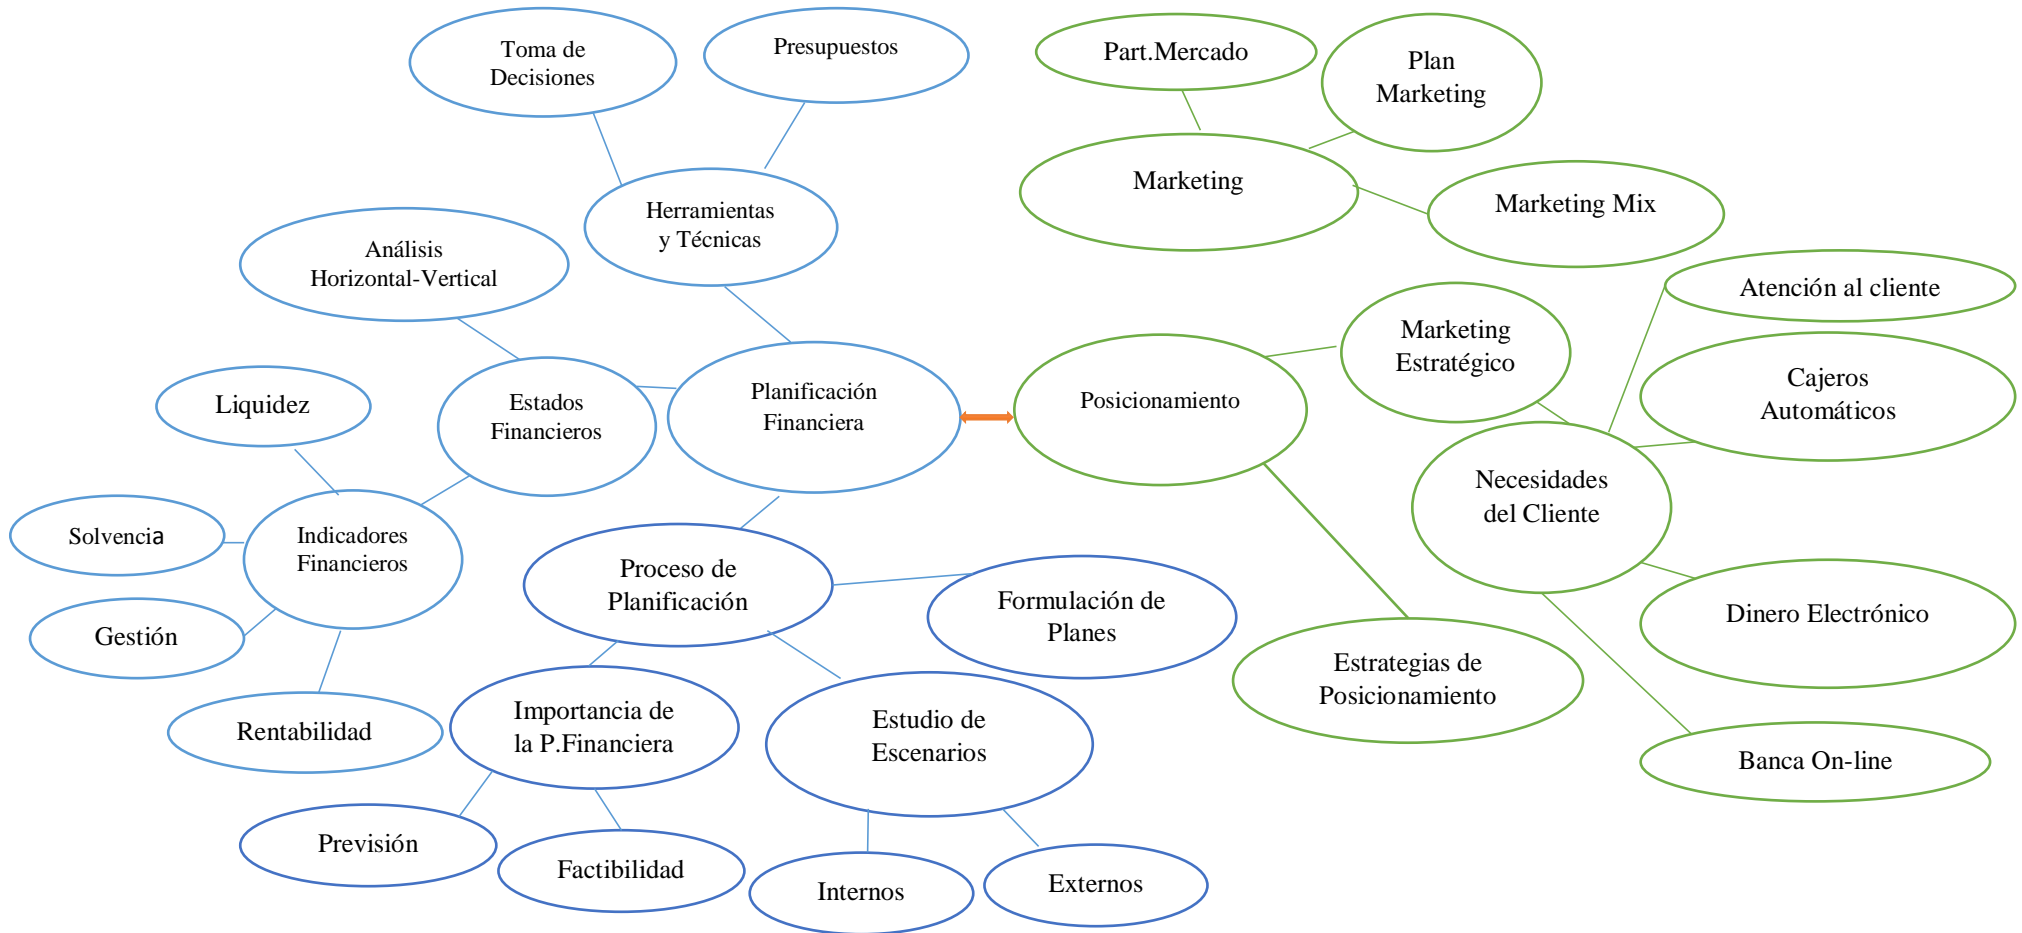 Toma de
Decisiones
Presupuestos
Part.Mercado
Plan
Marketing
Marketing
Marketing Mix
Herramientas
y Técnicas
Análisis
Horizontal-Vertical
Atención al cliente
Marketing
Estratégico
Cajeros
Automáticos
Liquidez
Estados
Financieros
Planificación
Financiera
Posicionamiento
Necesidades
del Cliente
Solvencia
Indicadores
Financieros
Proceso de
Planificación
Formulación de
Planes
Gestión
Dinero Electrónico
Estrategias de
Posicionamiento
Rentabilidad
Importancia de
la P.Financiera
Estudio de
Escenarios
Banca On-line
Previsión
Factibilidad
Internos
Externos